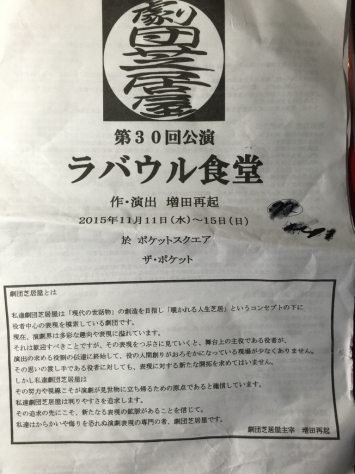 劇団芝居屋
第30回公演
ラバウル食堂
作・演出 増田再起
2015年11月11日(水)~15日(日)
於 ポケットスクエア
ザ・ポケット
劇団芝居屋とは
私達劇団芝居屋は「現代の世話物」の創造を目指し「覗かれる人生芝居」というコンセプトの下に
役者中心の表現を模索している劇団です。
現在、演劇界は多彩な趣向や表現に溢れています。
それは歓迎すべきことですが、その表現をつぶさに見ていくと、舞台上の主役である役者が、
演出の求める役割の伝達に終始して、役の人間創りがおろそかになっている現場が少なくありません。
その思いの渡し手である役者に対しても、表現に対する新たな開拓を求めてはいません。
しかし私達劇団芝居屋は
その努力や視線こそが演劇が見世物に立ち帰るための原点であると確信しています。
私達劇団芝居屋は判りやすさを追求します。
その追求の先にこそ、新たなる表現の鉱脈があることを信じて。
私達はからかいや侮りを恐れぬ演劇表現の専門の者、劇団芝居屋です。
劇団芝居屋主宰 増田再起